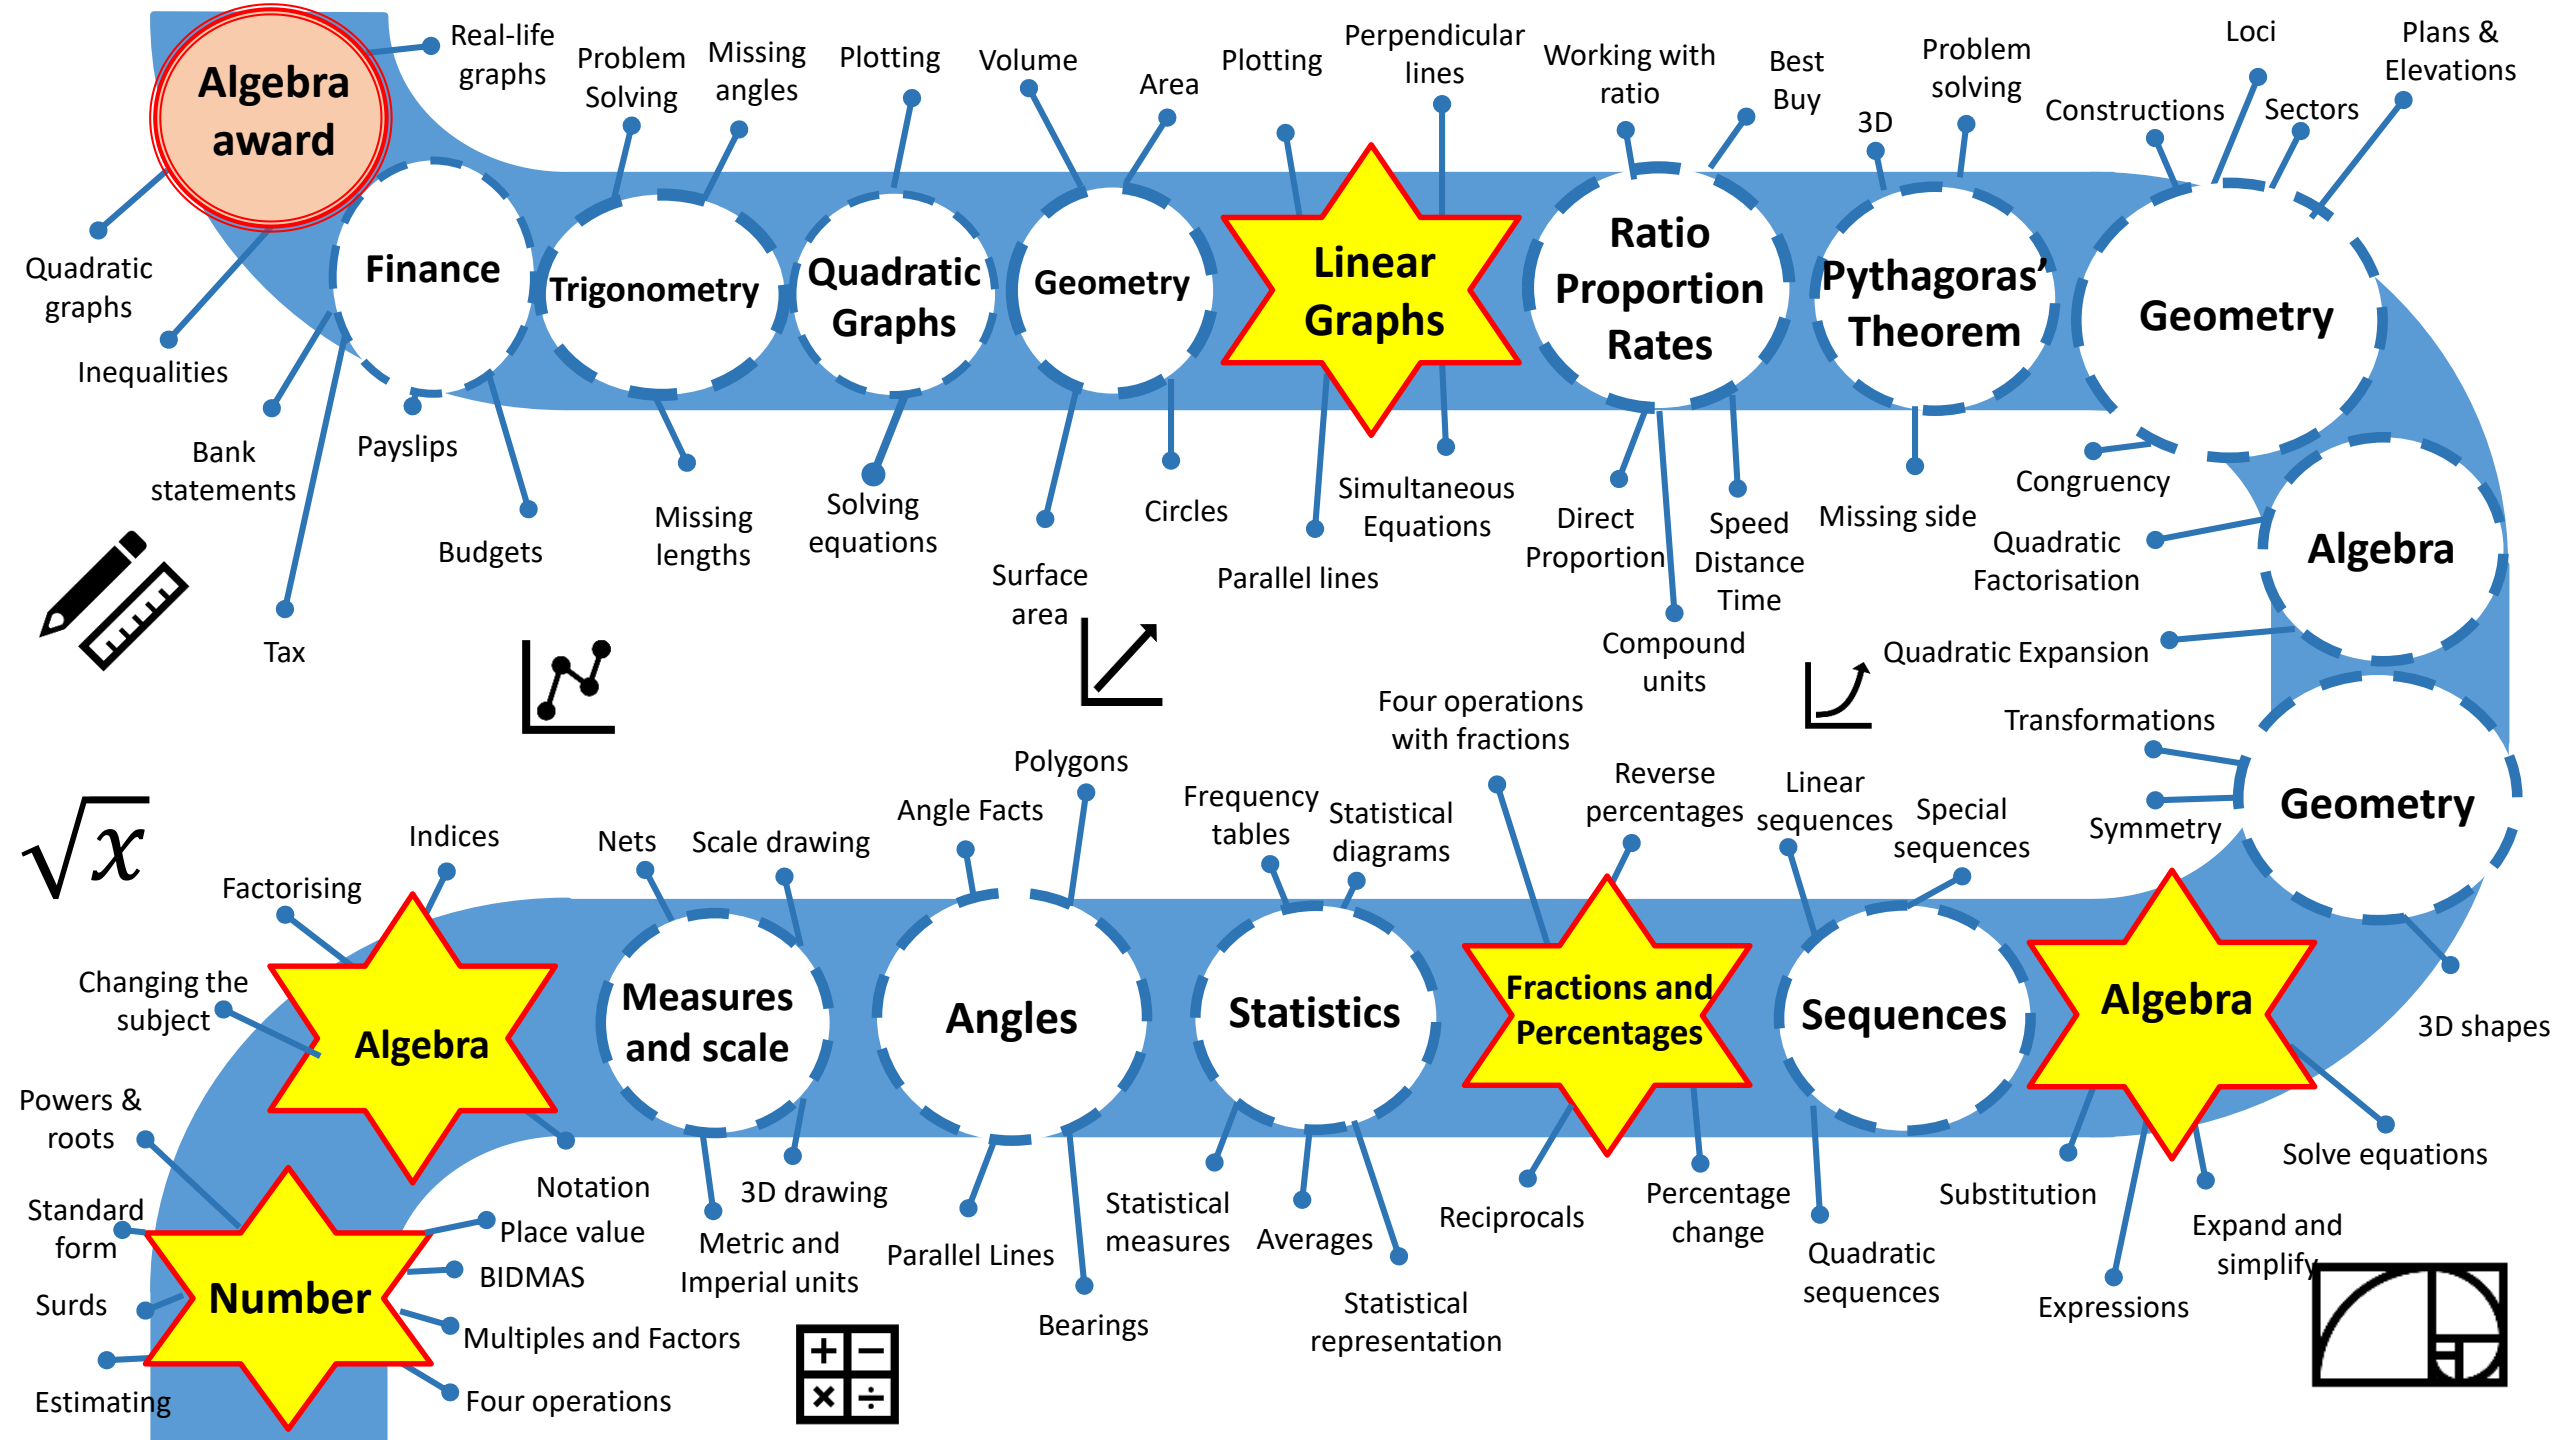 Algebra
award
Real-life
graphs
Quadratic
graphs
Inequalities
Finance
Bank
statements
Tax
Payslips
Budgets
Problem
Solving
Missing
angles
Trigonometry
Missing
lengths
Plotting
Quadratic
Graphs
Solving
equations
Volume
Area
Geometry
Surface
area
Circles
Plotting
Perpendicular
lines
Linear
Graphs
Parallel lines
Simultaneous
Equations
Working with
ratio
Best
Buy
Ratio
Proportion
Rates
Direct
Proportion
Compound
units
Speed
Distance
Time
3D
Problem
solving
Pythagoras’
Theorem
Missing side
Constructions
Loci
Sectors
Plans &
Elevations
Geometry
Congruency
Algebra
Quadratic
Factorisation
Quadratic Expansion
Geometry
Transformations
Symmetry
3D shapes
Algebra
Solve equations
Expand and
simplify
Expressions
Substitution
Linear
sequences
Special
sequences
Sequences
Quadratic
sequences
Four operations
with fractions
Reverse
percentages
Fractions and
Percentages
Reciprocals
Percentage
change
Frequency
tables
Statistical
diagrams
Statistics
Statistical
measures
Averages
Statistical
representation
Angle Facts
Polygons
Angles
Parallel Lines
Bearings
Nets
Scale drawing
Measures
and scale
Metric and
Imperial units
3D drawing
√x
Indices
Factorising
Changing the
subject
Algebra
Notation
Powers &
roots
Standard
form
Surds
Estimating
Number
Place value
BIDMAS
Multiples and Factors
Four operations
+ −
× ÷